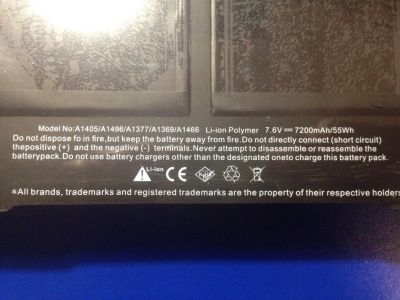 Model No:A1405/A1496/A1377/A1369/A1466 Li-ion Polymer 7.6V 7200mAh/55Wh
Do not dispose fo in fire,but keep the battery away from fire. Do not short (short circuit)
thepositive (+) and the negative (-) terminals.Never attempt to disassemble or reassemble the
batterypack.Do not use battery chargers other than the designated oneto charge this battery pack.
Li-ion CE RoHS
*All brands, trademarks and registered trademarks are the property of their respective holders